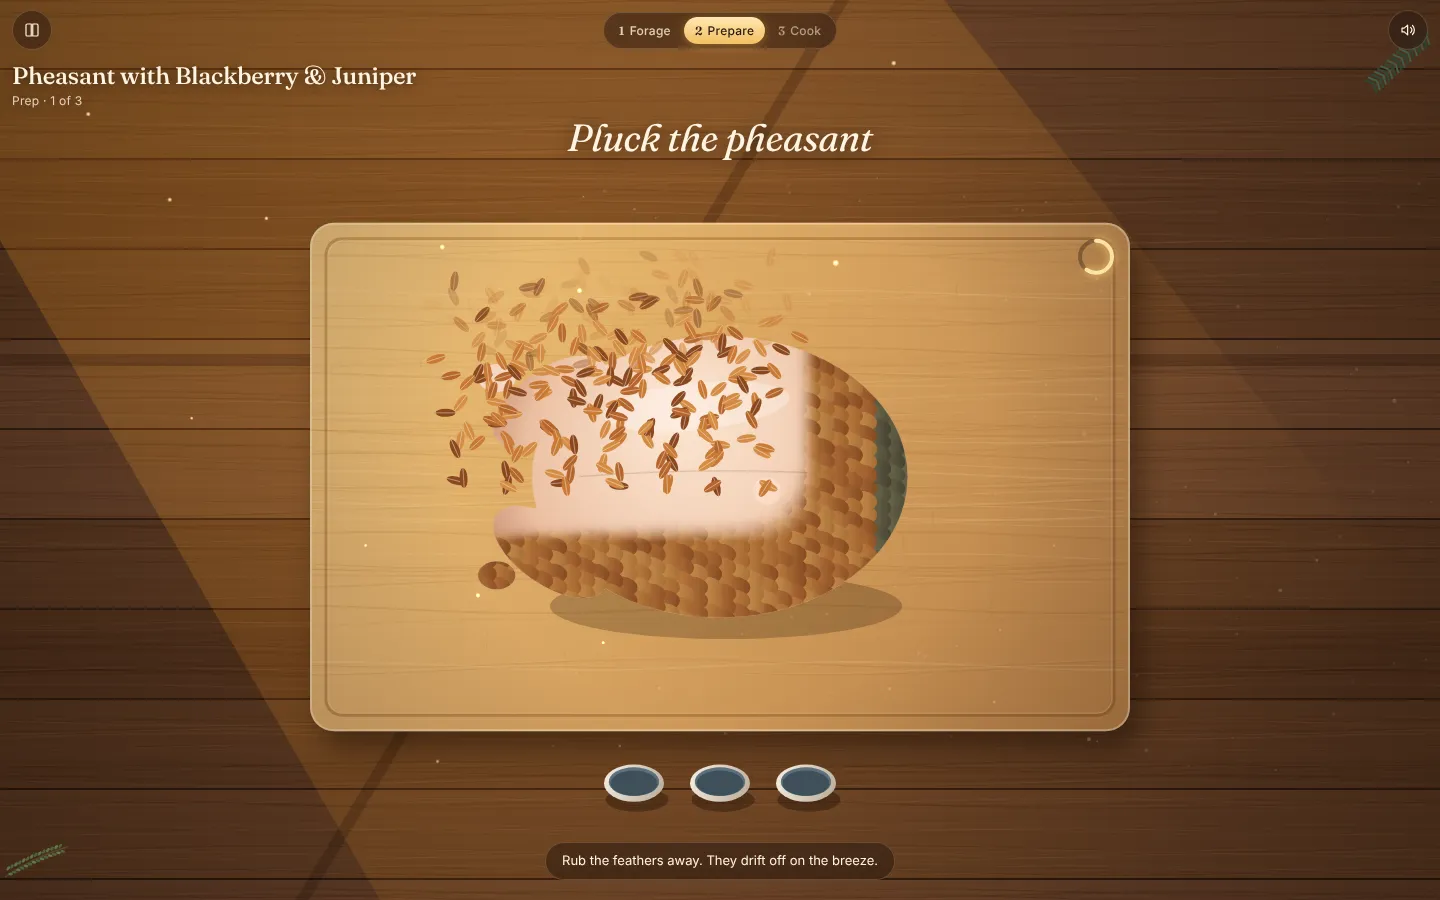 1 Forage
2 Prepare
3 Cook
Pheasant with Blackberry & Juniper
Prep · 1 of 3
Pluck the pheasant
Rub the feathers away. They drift off on the breeze.